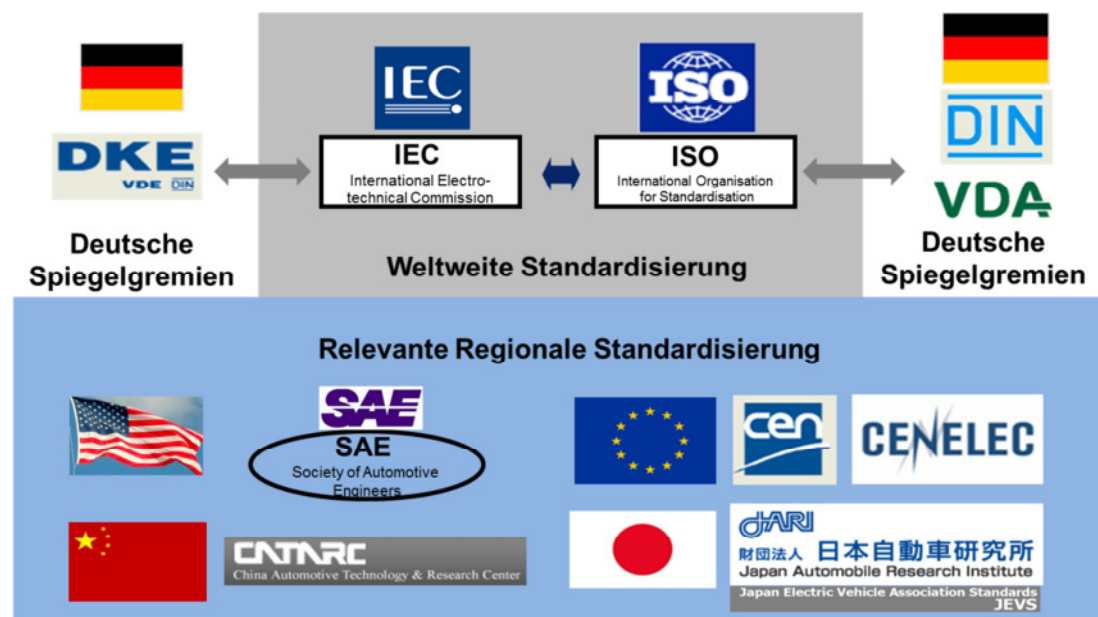 IEC
ISO
DIN
DKE
VDE DIN
IEC
International Electro-
technical Commission
ISO
International Organisation
for Standardisation
VDA
Deutsche
Spiegelgremien
Weltweite Standardisierung
Deutsche
Spiegelgremien
Relevante Regionale Standardisierung
SAE
SAE
Society of Automotive
Engineers
cen
CENELEC
CATARC
China Automotive Technology & Research Center
JARI
財団法人 日本自動車研究所
Japan Automobile Research Institute
Japan Electric Vehicle Association Standards
JEVS